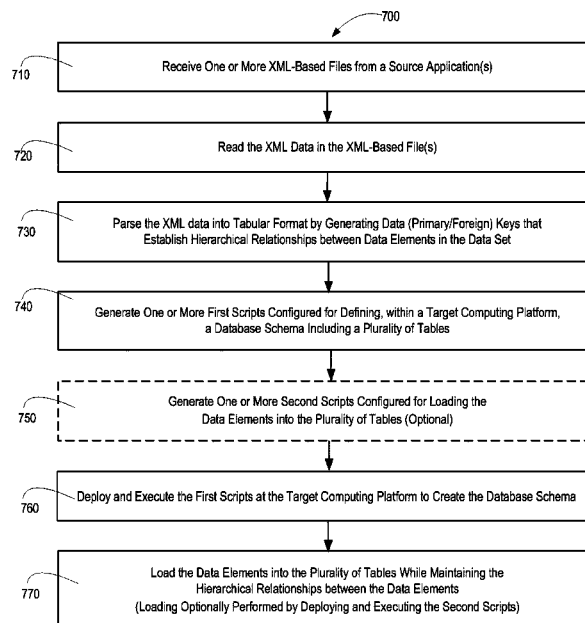 700
710
Receive One or More XML-Based Files from a Source Application(s)
720
Read the XML Data in the XML-Based File(s)
730
Parse the XML data into Tabular Format by Generating Data (Primary/Foreign) Keys that
Establish Hierarchical Relationships between Data Elements in the Data Set
740
Generate One or More First Scripts Configured for Defining, within a Target Computing Platform,
a Database Schema Including a Plurality of Tables
750
Generate One or More Second Scripts Configured for Loading the
Data Elements into the Plurality of Tables (Optional)
760
Deploy and Execute the First Scripts at the Target Computing Platform to Create the Database Schema
770
Load the Data Elements into the Plurality of Tables While Maintaining the
Hierarchical Relationships between the Data Elements
(Loading Optionally Performed by Deploying and Executing the Second Scripts)